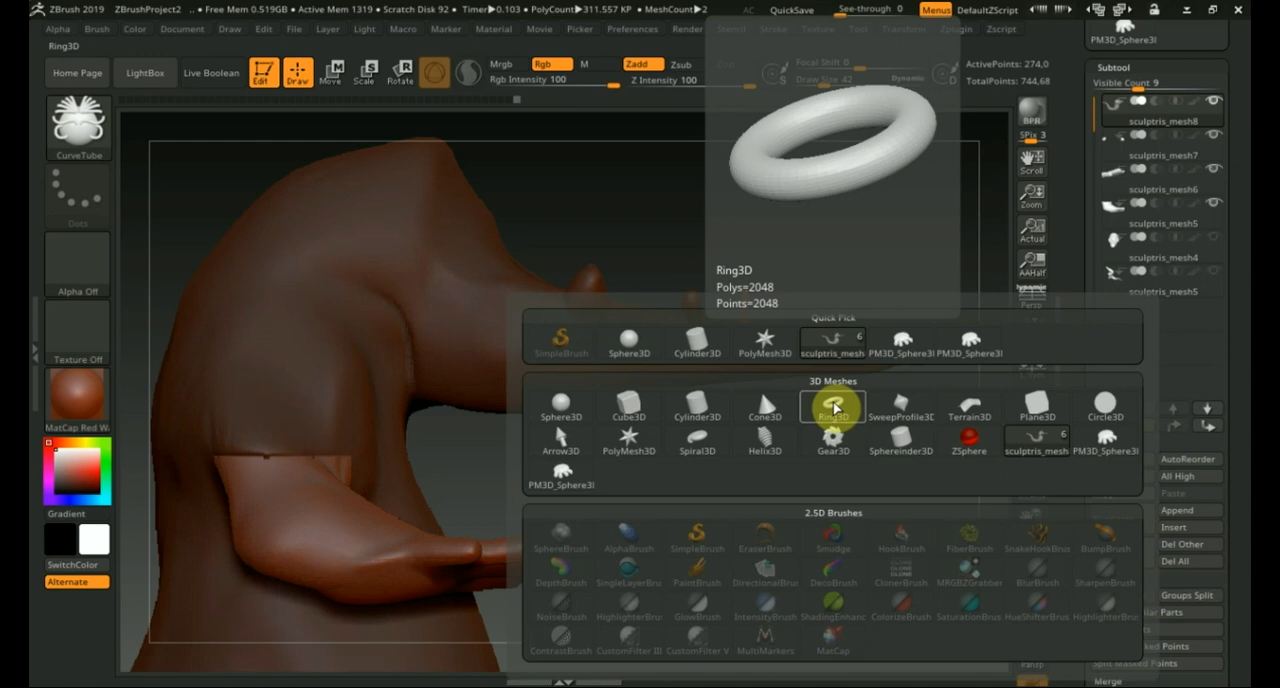 ZBrush 2019 ZBrushProject2 .. • Free Mem 0.519GB • Active Mem 1319 • Scratch Disk 92 • Timer▶0.103 • PolyCount▶311.557 KP • MeshCount▶2 AC QuickSave See-through 0 Menus DefaultZScript
Alpha Brush Color Document Draw Edit File Layer Light Macro Marker Material Movie Picker Preferences Render Stencil Stroke Texture Tool Transform Zplugin Zscript
Ring3D
Home Page LightBox Live Boolean Edit Draw Move Scale Rotate
Mrgb Rgb M Zadd Zsub
Rgb Intensity 100 Z Intensity 100
Focal Shift 0
Draw Size 42 Dynamic
ActivePoints: 274,0
TotalPoints: 744,68
CurveTube
Dots
Alpha Off
Texture Off
MatCap Red W
Gradient
SwitchColor
Alternate
Ring3D
Polys=2048
Points=2048
Quick Pick
SimpleBrush Sphere3D Cylinder3D PolyMesh3D 6 sculptris_mesh PM3D_Sphere3I PM3D_Sphere3I
3D Meshes
Sphere3D Cube3D Cylinder3D Cone3D Ring3D SweepProfile3D Terrain3D Plane3D Circle3D
Arrow3D PolyMesh3D Spiral3D Helix3D Gear3D Sphereinder3D ZSphere 6 sculptris_mesh PM3D_Sphere3I
PM3D_Sphere3I
2.5D Brushes
SphereBrush AlphaBrush SimpleBrush EraserBrush Smudge HookBrush FiberBrush SnakeHookBrus BumpBrush
DepthBrush SingleLayerBru PaintBrush DirectionalBrus DecoBrush ClonerBrush MRGBZGrabber BlurBrush SharpenBrush
NoiseBrush HighlighterBru GlowBrush IntensityBrush ShadingEnhanc ColorizeBrush SaturationBrus HueShifterBrus HighlighterBru
ContrastBrush CustomFilter III CustomFilter V MultiMarkers MatCap
BPR
SPix 3
Scroll
Zoom
Actual
AAHalf
Persp
Transp
PM3D_Sphere3I
Subtool
Visible Count 9
sculptris_mesh8
sculptris_mesh7
sculptris_mesh6
sculptris_mesh5
sculptris_mesh4
sculptris_mesh5
AutoReorder
All High
Paste
Append
Insert
Del Other
Del All
Groups Split
Parts
Points
Split Masked Points
Merge